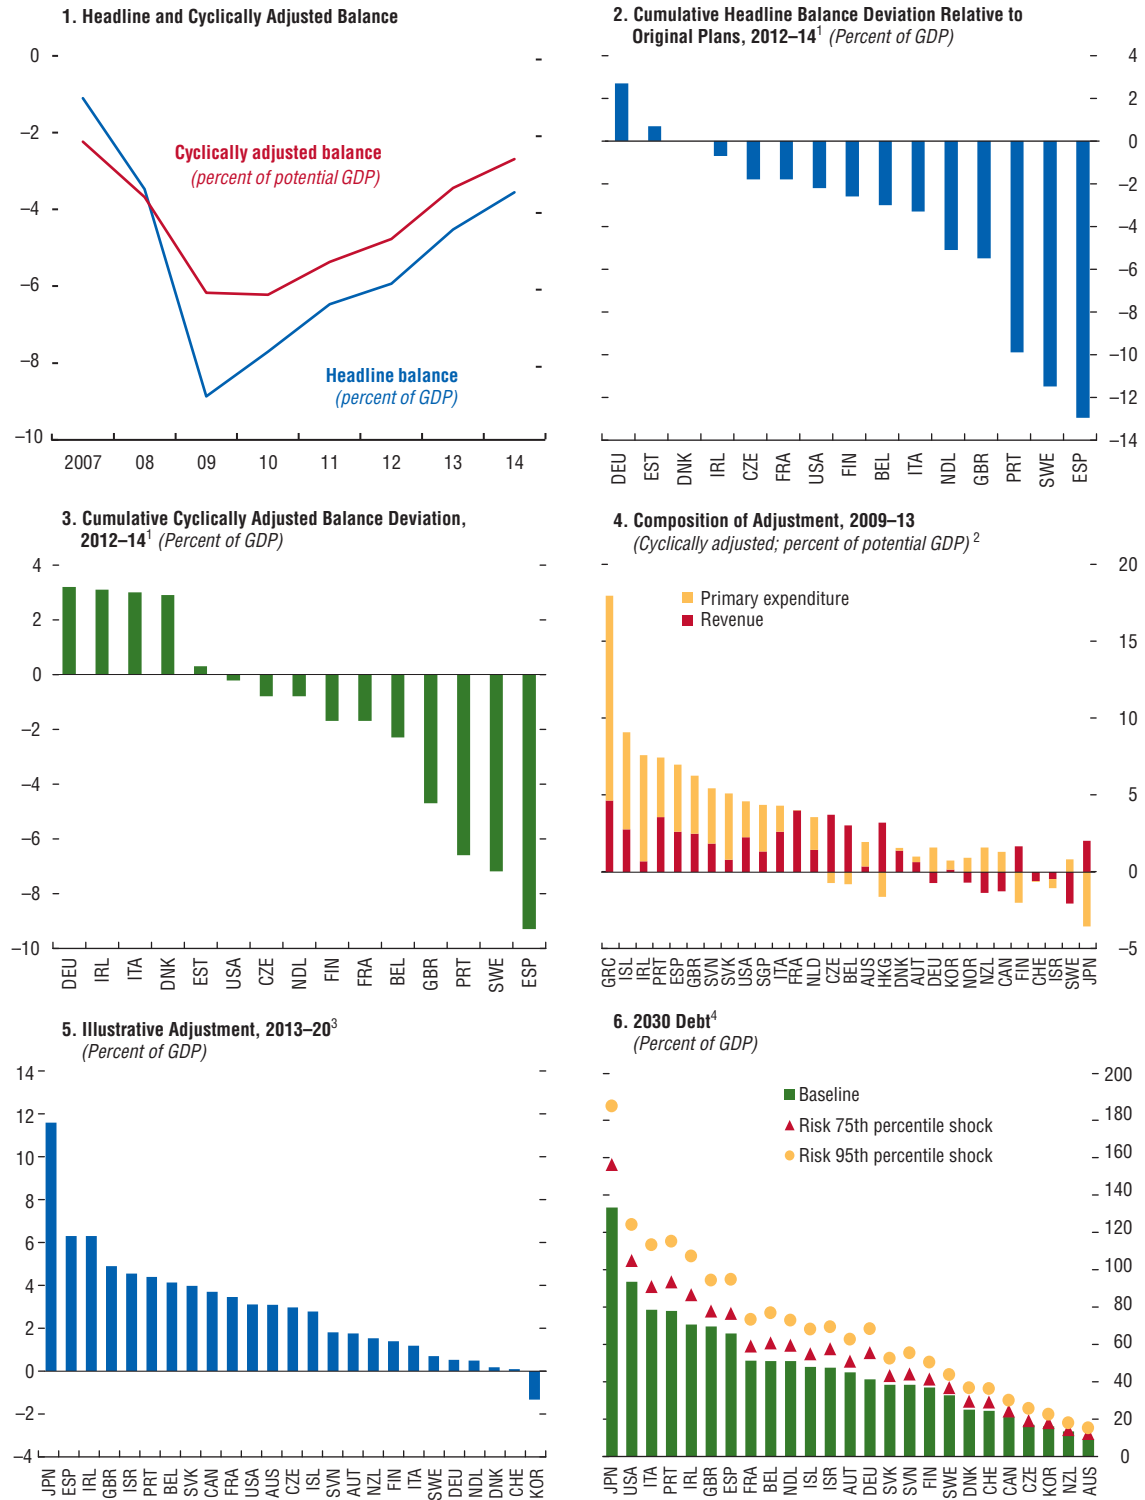 1. Headline and Cyclically Adjusted Balance
0
–2
–4
–6
–8
–10
Cyclically adjusted balance
(percent of potential GDP)
Headline balance
(percent of GDP)
2007 08 09 10 11 12 13 14
2. Cumulative Headline Balance Deviation Relative to
Original Plans, 2012–14¹ (Percent of GDP)
4
2
0
–2
–4
–6
–8
–10
–12
–14
DEU EST DNK IRL CZE FRA USA FIN BEL ITA NDL GBR PRT SWE ESP
3. Cumulative Cyclically Adjusted Balance Deviation,
2012–14¹ (Percent of GDP)
4
2
0
–2
–4
–6
–8
–10
DEU IRL ITA DNK EST USA CZE NDL FIN FRA BEL GBR PRT SWE ESP
4. Composition of Adjustment, 2009–13
(Cyclically adjusted; percent of potential GDP) ²
Primary expenditure
Revenue
20
15
10
5
0
–5
GRC ISL IRL PRT ESP GBR SVN SVK USA SGP ITA FRA NLD CZE BEL AUS HKG DNK AUT DEU KOR NOR NZL CAN FIN CHE ISR SWE JPN
5. Illustrative Adjustment, 2013–20³
(Percent of GDP)
14
12
10
8
6
4
2
0
–2
–4
JPN ESP IRL GBR ISR PRT BEL SVK CAN FRA USA AUS CZE ISL SVN AUT NZL FIN ITA SWE DEU NDL DNK CHE KOR
6. 2030 Debt⁴
(Percent of GDP)
Baseline
Risk 75th percentile shock
Risk 95th percentile shock
200
180
160
140
120
100
80
60
40
20
0
JPN USA ITA PRT IRL GBR ESP FRA BEL NDL ISL ISR AUT DEU SVK SVN FIN SWE DNK CHE CAN CZE KOR NZL AUS